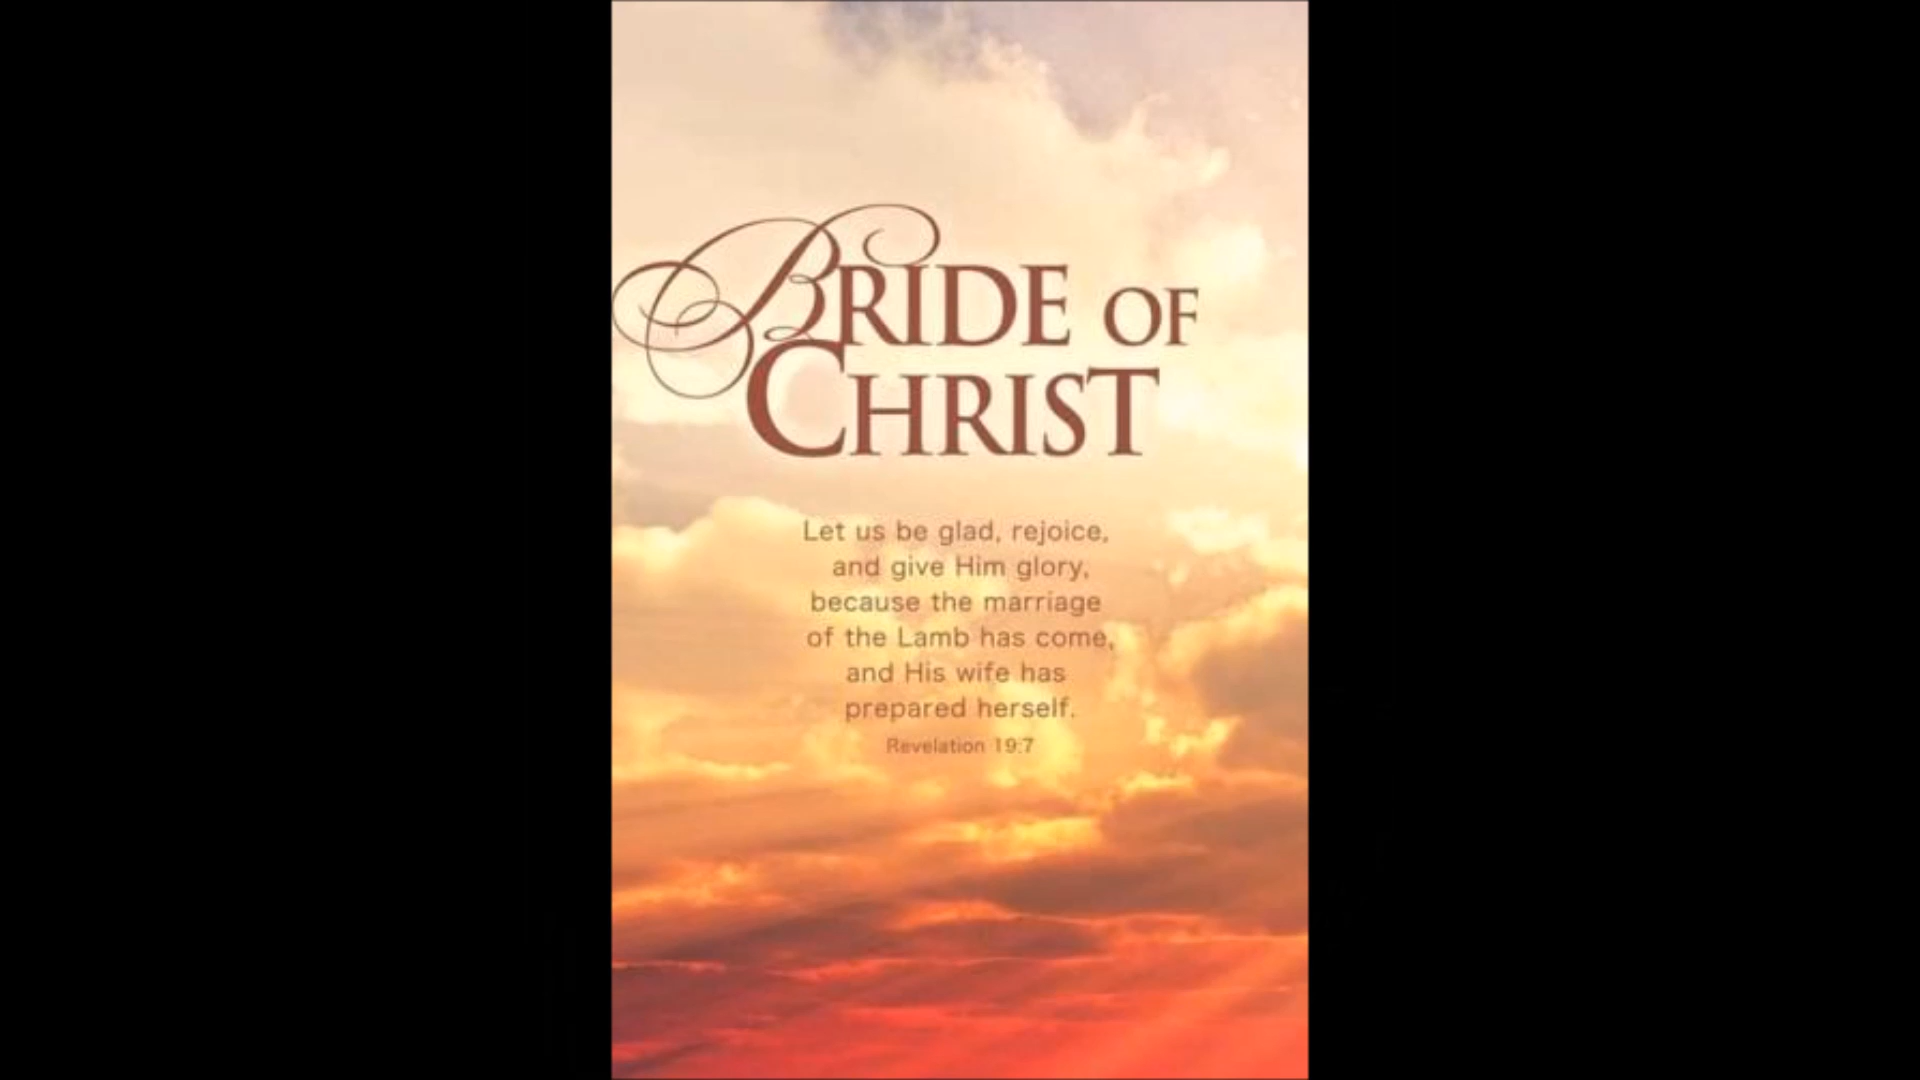 BRIDE OF
CHRIST
Let us be glad, rejoice,
and give Him glory,
because the marriage
of the Lamb has come,
and His wife has
prepared herself.
Revelation 19:7